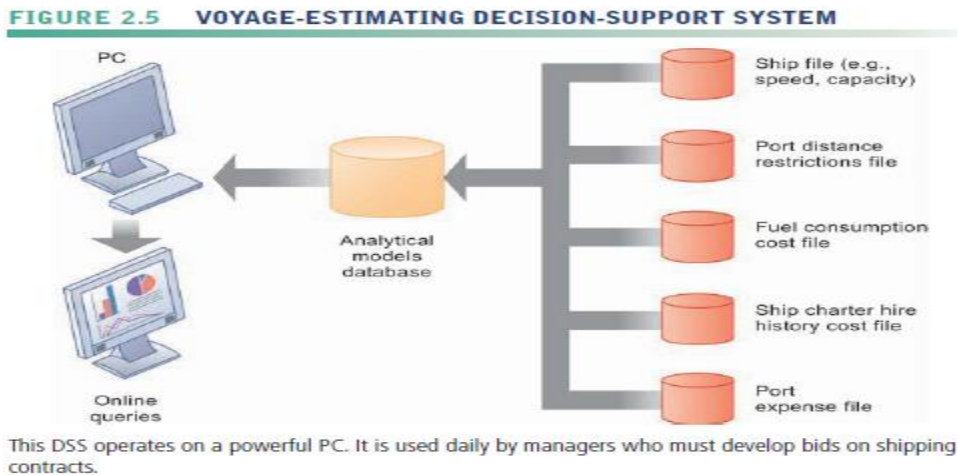 FIGURE 2.5 VOYAGE-ESTIMATING DECISION-SUPPORT SYSTEM
PC
Ship file (e.g.,
speed, capacity)
Port distance
restrictions file
Analytical
models
database
Fuel consumption
cost file
Ship charter hire
history cost file
Online
queries
Port
expense file
This DSS operates on a powerful PC. It is used daily by managers who must develop bids on shipping
contracts.